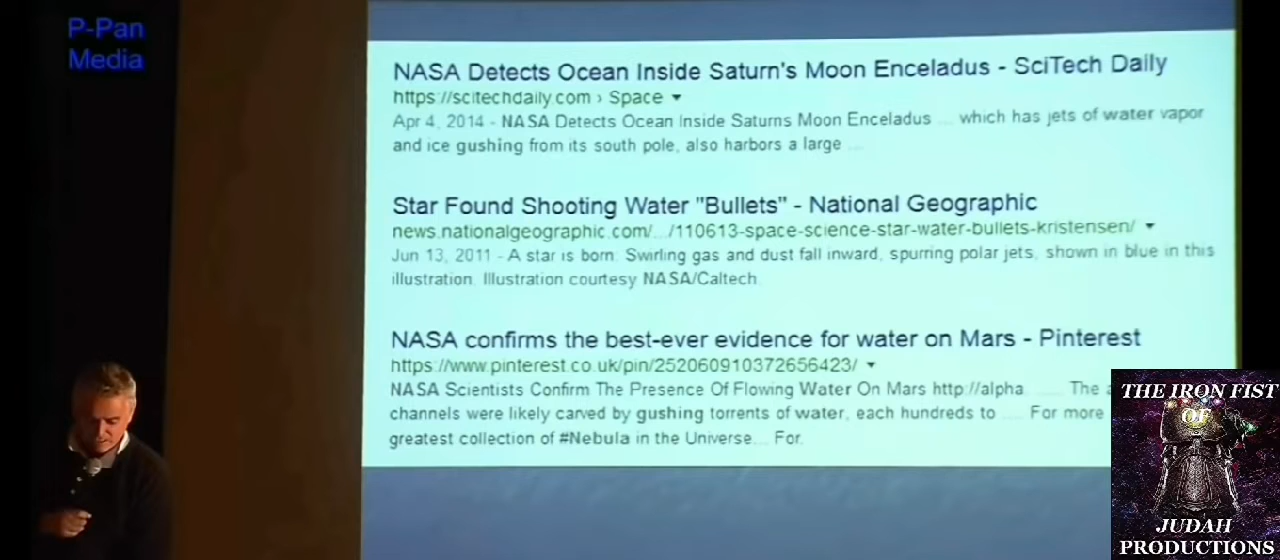 P-Pan
Media
NASA Detects Ocean Inside Saturn's Moon Enceladus - SciTech Daily
https://scitechdaily.com › Space ▾
Apr 4, 2014 - NASA Detects Ocean Inside Saturns Moon Enceladus ... which has jets of water vapor
and ice gushing from its south pole, also harbors a large ...
Star Found Shooting Water "Bullets" - National Geographic
news.nationalgeographic.com/.../110613-space-science-star-water-bullets-kristensen/ ▾
Jun 13, 2011 - A star is born: Swirling gas and dust fall inward, spurring polar jets, shown in blue in this
illustration. Illustration courtesy NASA/Caltech.
NASA confirms the best-ever evidence for water on Mars - Pinterest
https://www.pinterest.co.uk/pin/252060910372656423/ ▾
NASA Scientists Confirm The Presence Of Flowing Water On Mars http://alpha. ... The
channels were likely carved by gushing torrents of water, each hundreds to ... For more
greatest collection of #Nebula in the Universe... For.
THE IRON FIST
OF
JUDAH
PRODUCTIONS